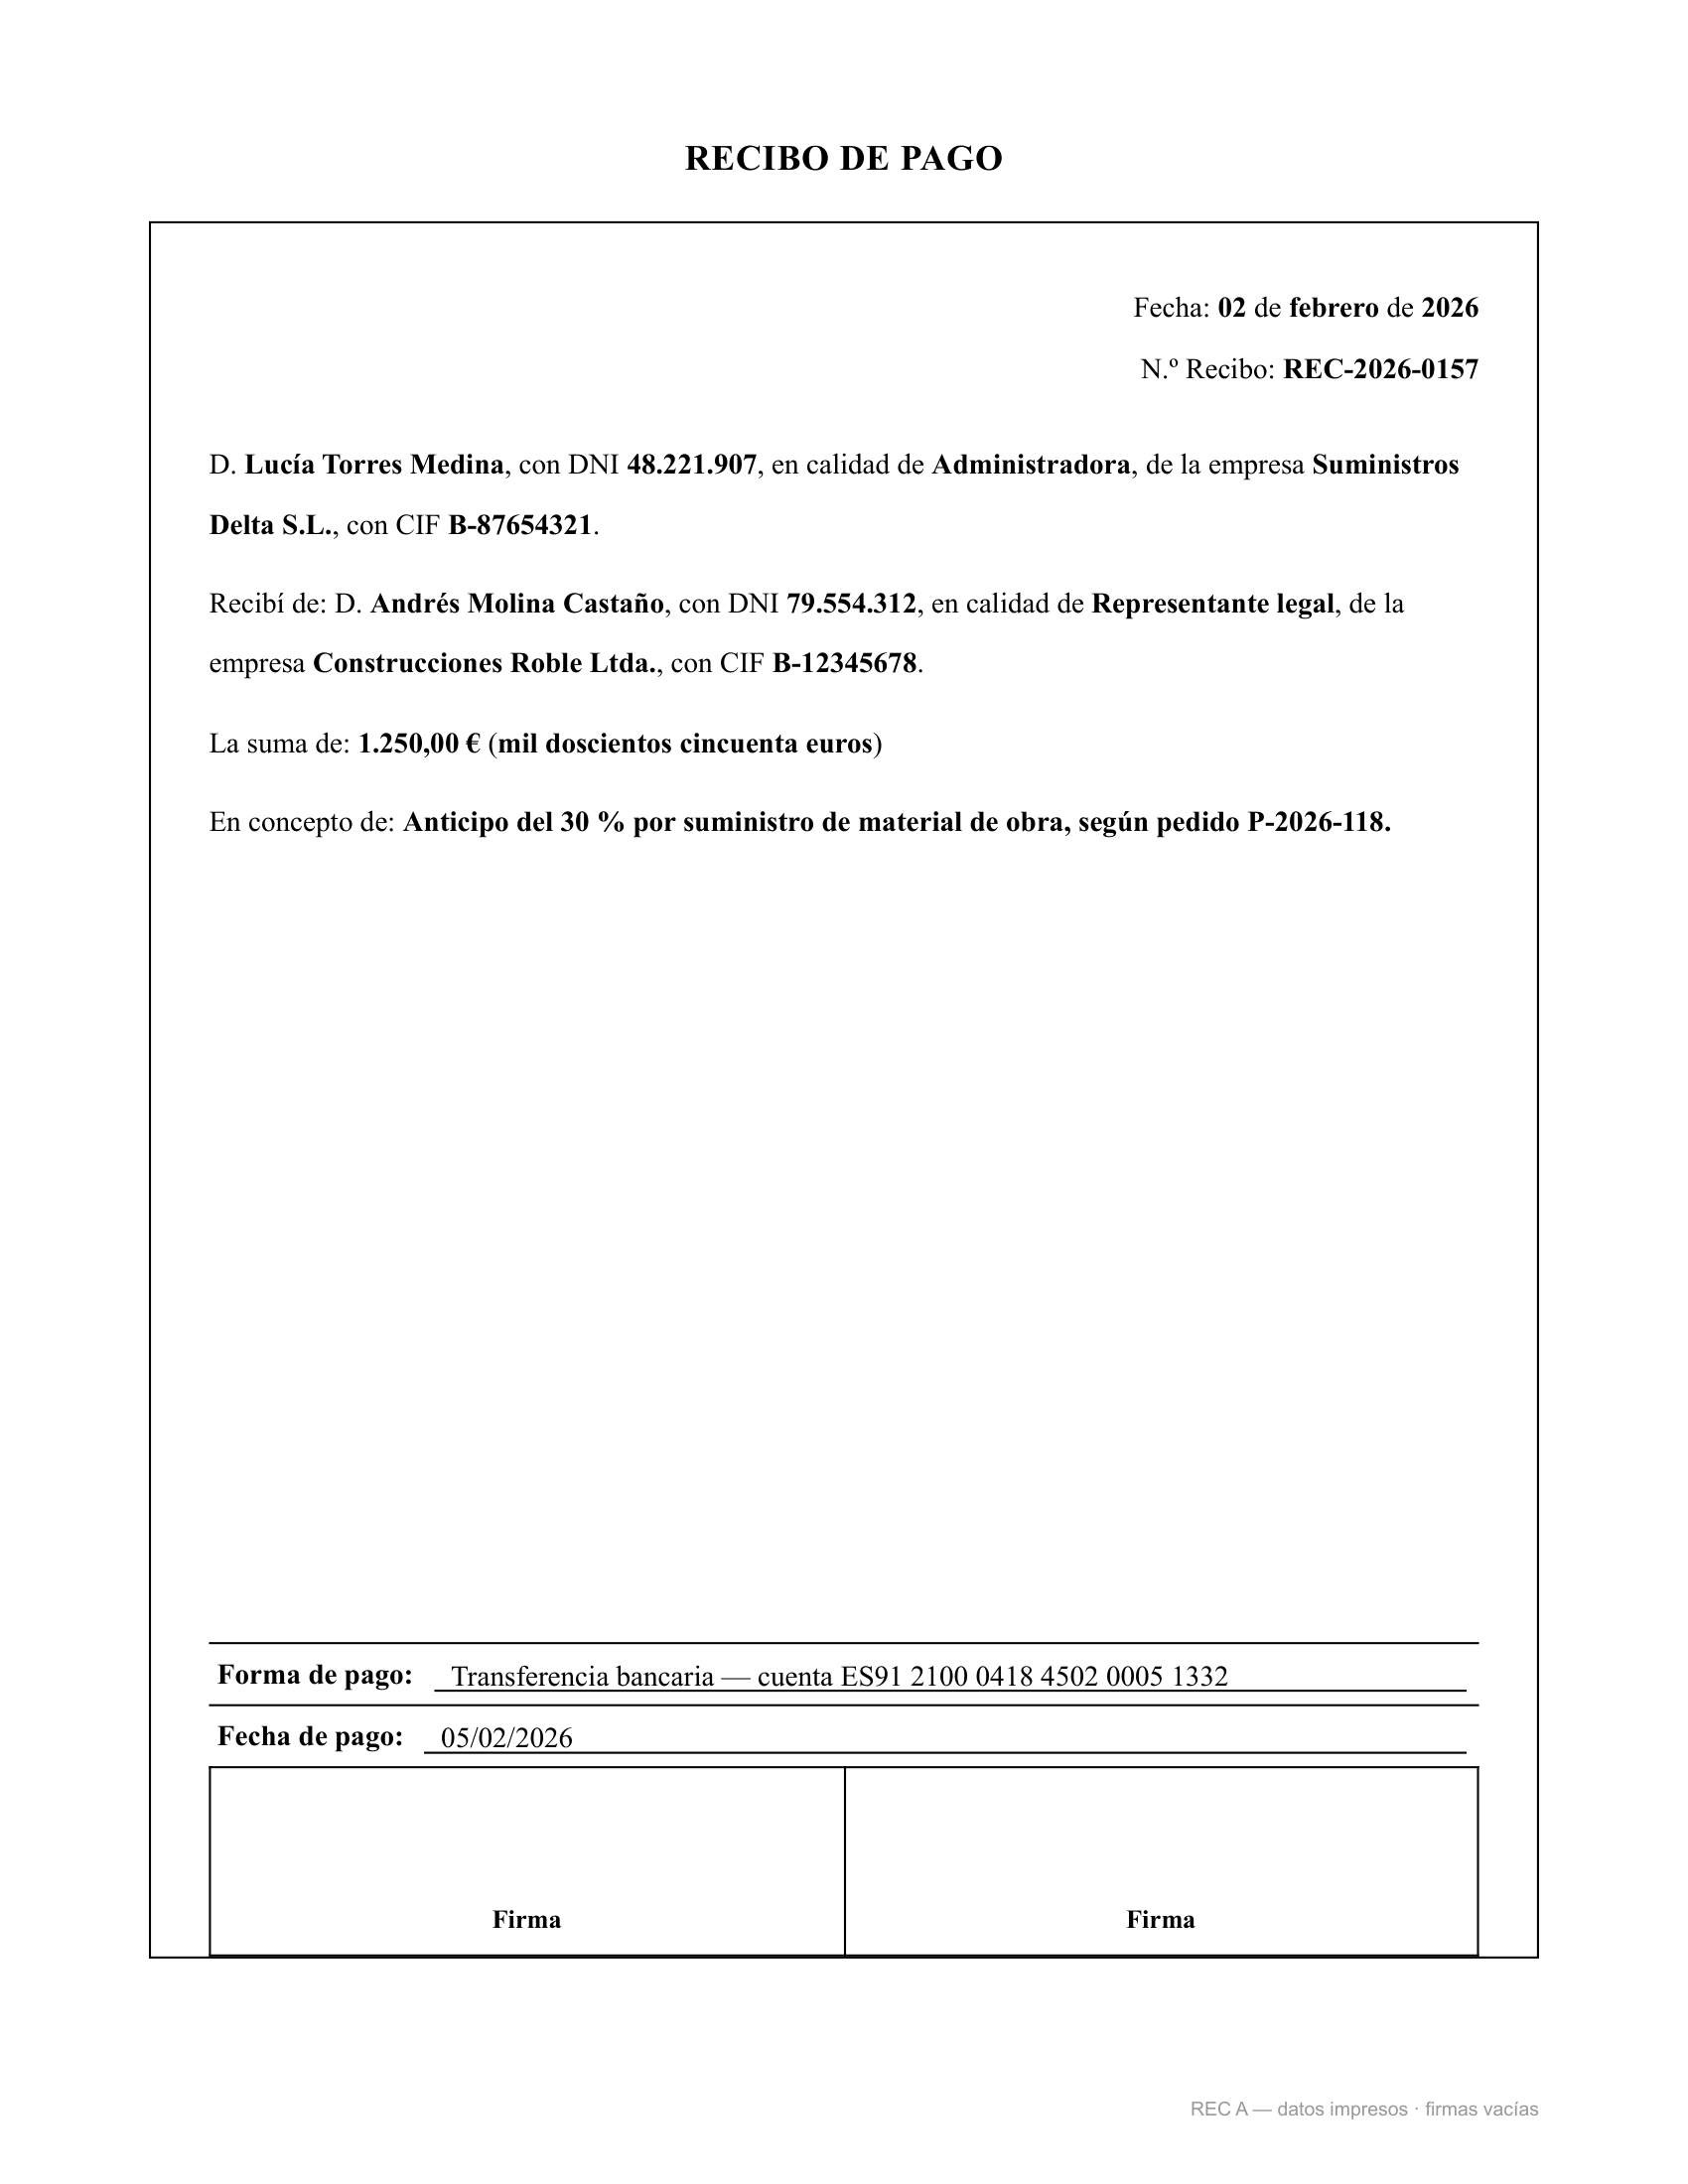 RECIBO DE PAGO
Fecha: 02 de febrero de 2026
N.º Recibo: REC-2026-0157
D. Lucía Torres Medina, con DNI 48.221.907, en calidad de Administradora, de la empresa Suministros
Delta S.L., con CIF B-87654321.
Recibí de: D. Andrés Molina Castaño, con DNI 79.554.312, en calidad de Representante legal, de la
empresa Construcciones Roble Ltda., con CIF B-12345678.
La suma de: 1.250,00 € (mil doscientos cincuenta euros)
En concepto de: Anticipo del 30 % por suministro de material de obra, según pedido P-2026-118.
Forma de pago: Transferencia bancaria — cuenta ES91 2100 0418 4502 0005 1332
Fecha de pago: 05/02/2026
Firma Firma
REC A — datos impresos · firmas vacías